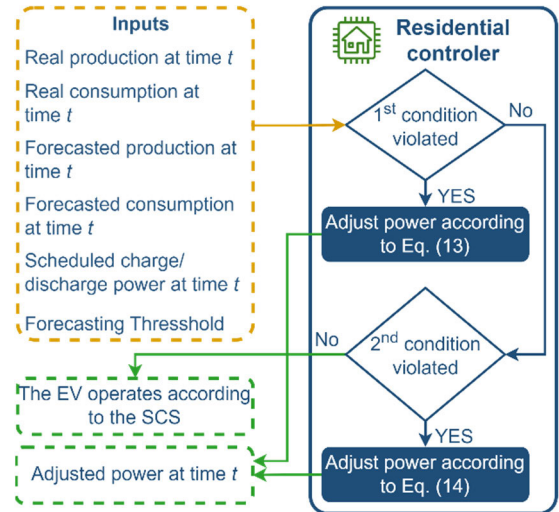 Inputs
Real production at time t
Real consumption at
time t
Forecasted production at
time t
Forecasted consumption
at time t
Scheduled charge/
discharge power at time t
Forecasting Threshold
Residential
controler
1st condition
violated
No
YES
Adjust power according
to Eq. (13)
2nd condition
violated
No
YES
Adjust power according
to Eq. (14)
The EV operates according
to the SCS
Adjusted power at time t